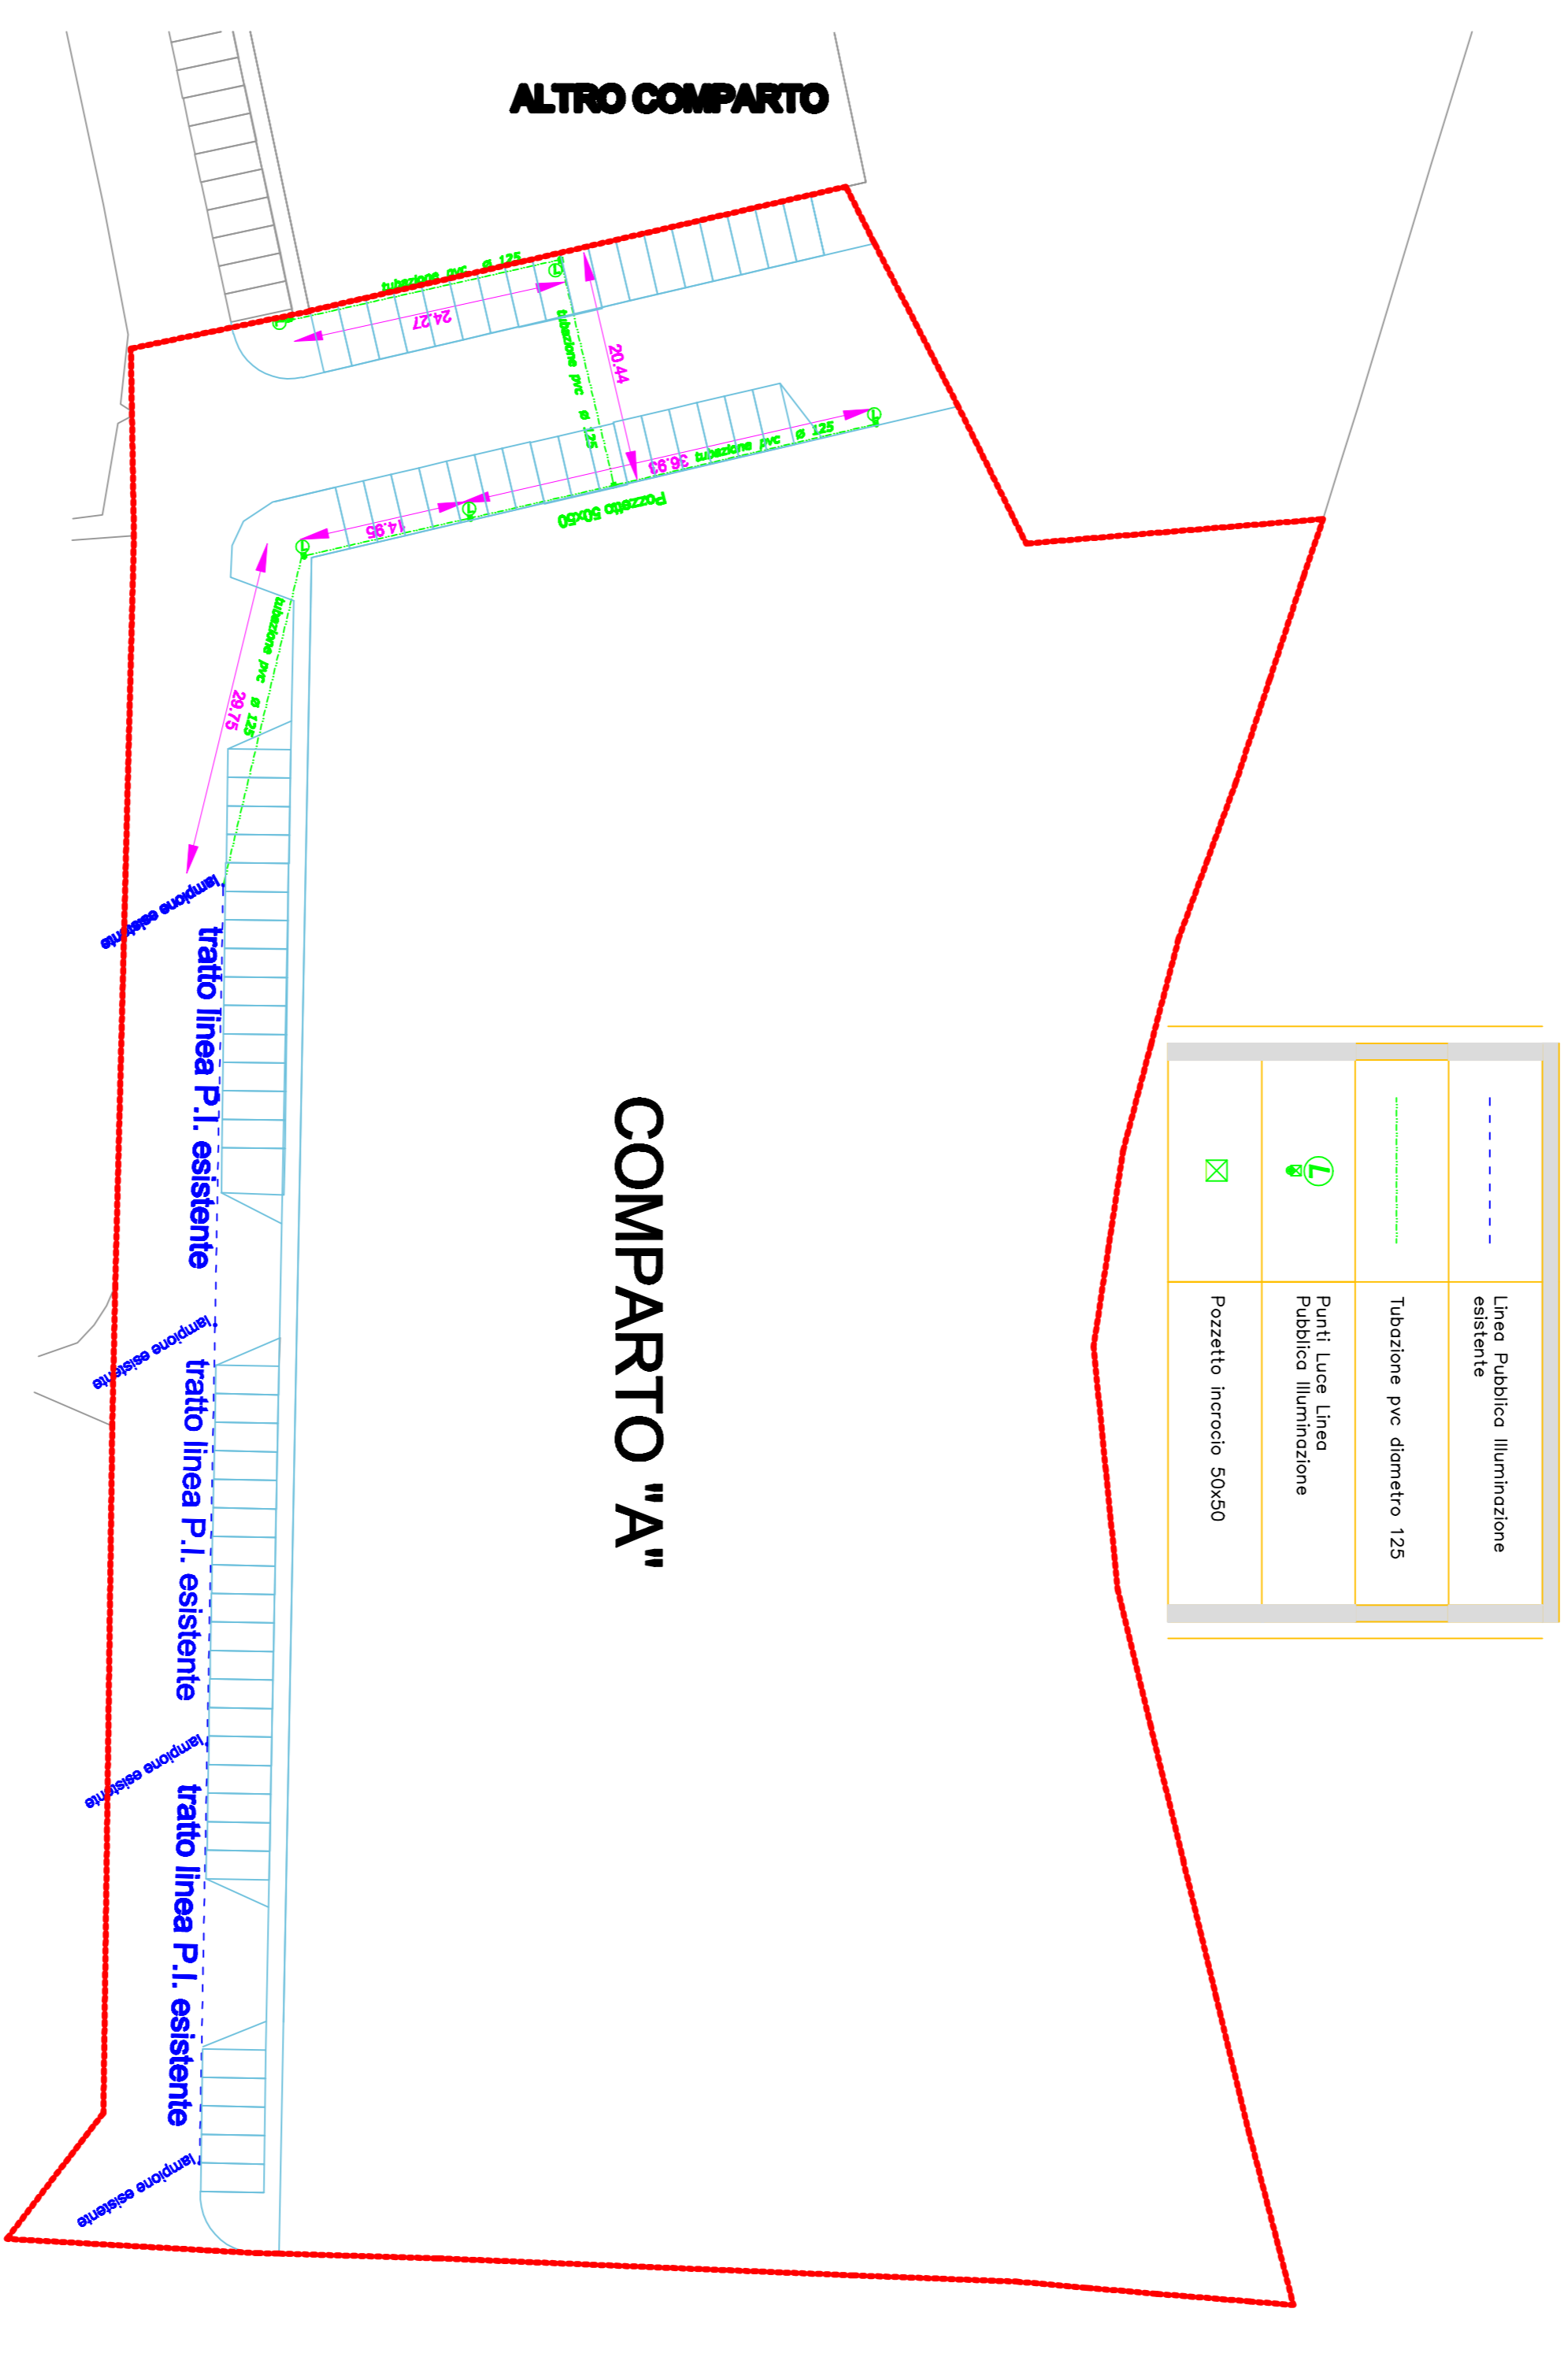 ALTRO COMPARTO
tubazione pvc ø 125
24.27
tubazione pvc ø 125
20.44
36.93
tubazione pvc ø 125
Pozzetto 50x50
14.95
tubazione pvc ø 125
29.75
lampione esistente
tratto linea P.I. esistente
lampione esistente
tratto linea P.I. esistente
lampione esistente
tratto linea P.I. esistente
lampione esistente
COMPARTO "A"
Linea Pubblica Illuminazione
esistente
Tubazione pvc diametro 125
L
Punti Luce Linea
Pubblica Illuminazione
Pozzetto incrocio 50x50
L
L
L
L
L